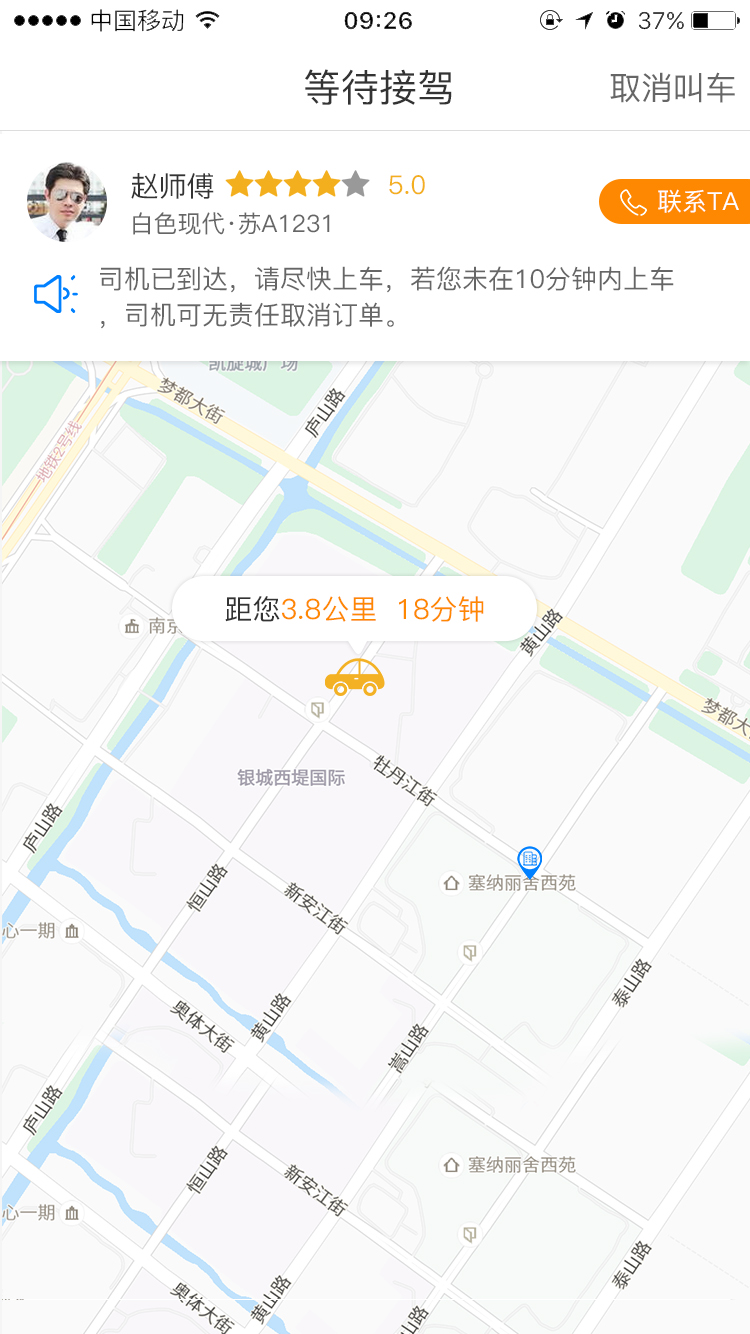 中国移动
09:26
37%
等待接驾
取消叫车
赵师傅
5.0
白色现代·苏A1231
联系TA
司机已到达，请尽快上车，若您未在10分钟内上车
，司机可无责任取消订单。
凯旋城广场
梦都大街
庐山路
地铁2号线
距您3.8公里 18分钟
南京
黄山路
梦都大
牡丹江街
银城西堤国际
庐山路
恒山路
塞纳丽舍西苑
新安江街
心一期
泰山路
奥体大街
黄山路
嵩山路
庐山路
恒山路
塞纳丽舍西苑
新安江街
心一期
泰山路
奥体大街
黄山路
山路